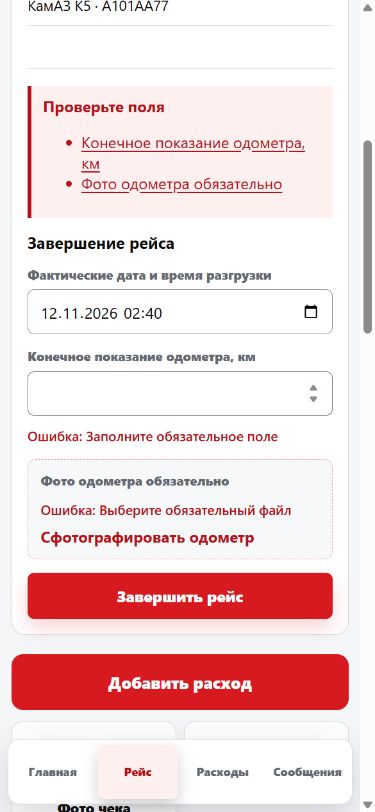 КамАЗ К5 · А101АА77
Проверьте поля
Конечное показание одометра,
км
Фото одометра обязательно
Завершение рейса
Фактические дата и время разгрузки
12.11.2026 02:40
Конечное показание одометра, км
Ошибка: Заполните обязательное поле
Фото одометра обязательно
Ошибка: Выберите обязательный файл
Сфотографировать одометр
Завершить рейс
Добавить расход
Главная Рейс Расходы Сообщения
Фото чека